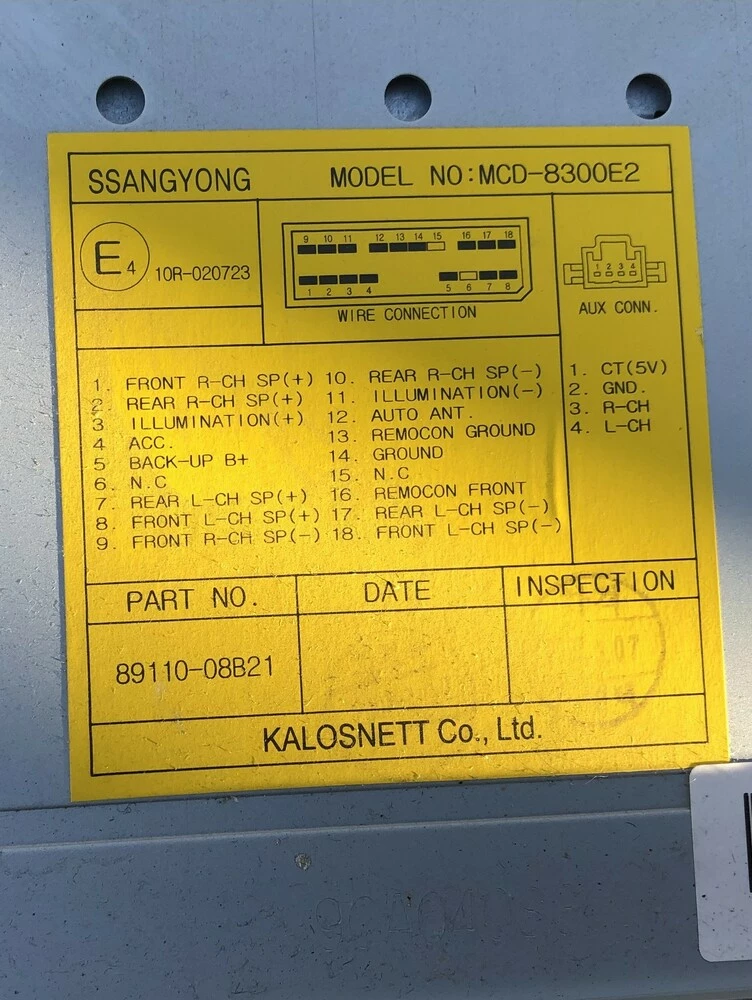 SSANGYONG MODEL NO:MCD-8300E2
E4 10R-020723
9 10 11 12 13 14 15 16 17 18
1 2 3 4 5 6 7 8
WIRE CONNECTION
1 2 3 4
AUX CONN.
1. FRONT R-CH SP(+) 10. REAR R-CH SP(-)
2 REAR R-CH SP(+) 11. ILLUMINATION(-)
3 ILLUMINATION(+) 12. AUTO ANT.
4 ACC. 13. REMOCON GROUND
5 BACK-UP B+ 14. GROUND
6. N.C 15. N.C
7. REAR L-CH SP(+) 16. REMOCON FRONT
8. FRONT L-CH SP(+) 17. REAR L-CH SP(-)
9. FRONT R-CH SP(-) 18. FRONT L-CH SP(-)
1. CT(5V)
2. GND.
3. R-CH
4. L-CH
PART NO. DATE INSPECTION
89110-08B21
07
KALOSNETT Co., Ltd.